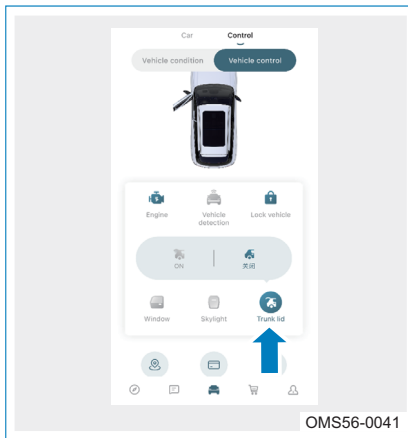 Car Control
Vehicle condition Vehicle control
Engine Vehicle detection Lock vehicle
ON 关闭
Window Skylight Trunk lid
OMS56-0041